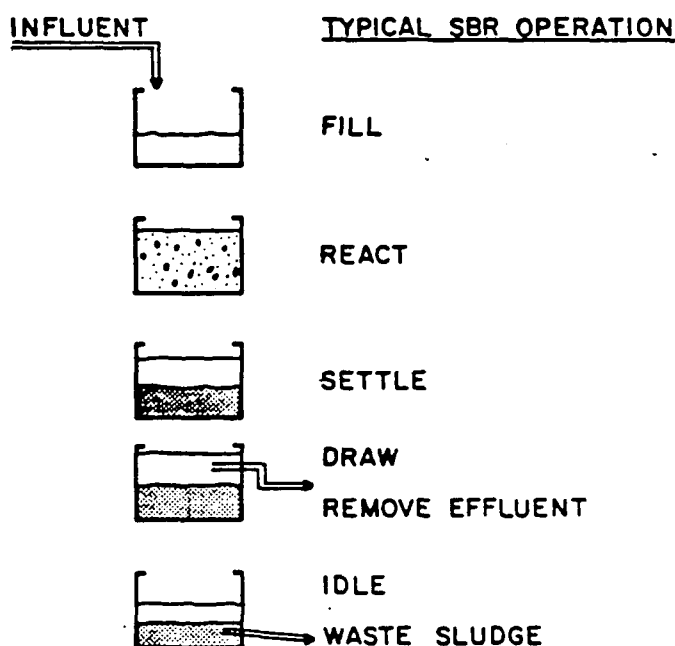 INFLUENT
TYPICAL SBR OPERATION
FILL
REACT
SETTLE
DRAW
REMOVE EFFLUENT
IDLE
WASTE SLUDGE